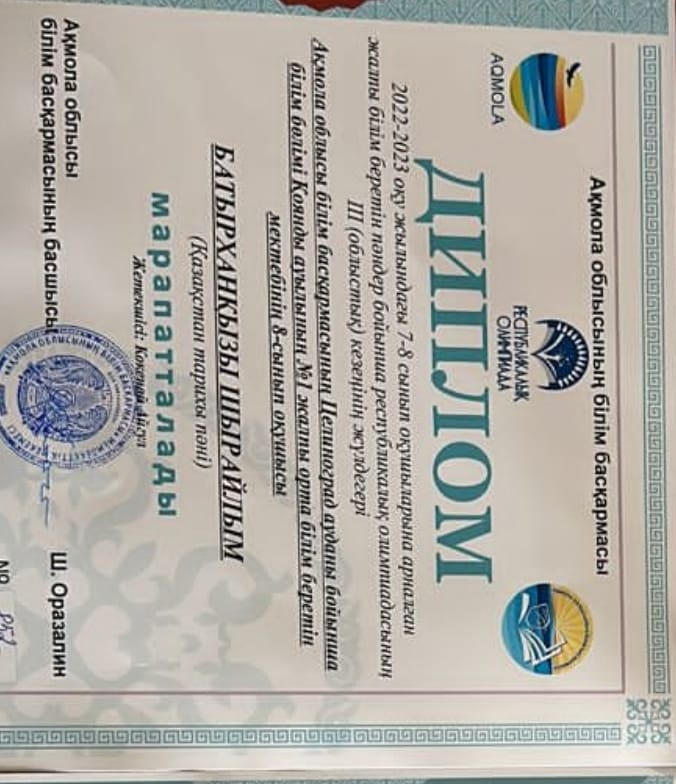 Ақмола облысының білім басқармасы
AQMOLA
РЕСПУБЛИКАЛЫҚ
ОЛИМПИАДА
ДИПЛОМ
2022-2023 оқу жылындағы 7-8 сынып оқушыларына арналған
жалпы білім беретін пәндер бойынша республикалық олимпиадасының
III (облыстық) кезеңінің жүлдегері
Ақмола облысы білім басқармасының Целиноград ауданы бойынша
білім бөлімі Қоянды ауылының №1 жалпы орта білім беретін
мектебінің 8-сынып оқушысы
БАТЫРХАНҚЫЗЫ ШЫРАЙЛЫМ
(Қазақстан тарихы пәні)
марапатталады
Жетекшісі:
Ақмола облысы
білім басқармасының басшысы
Ш. Оразалин
№